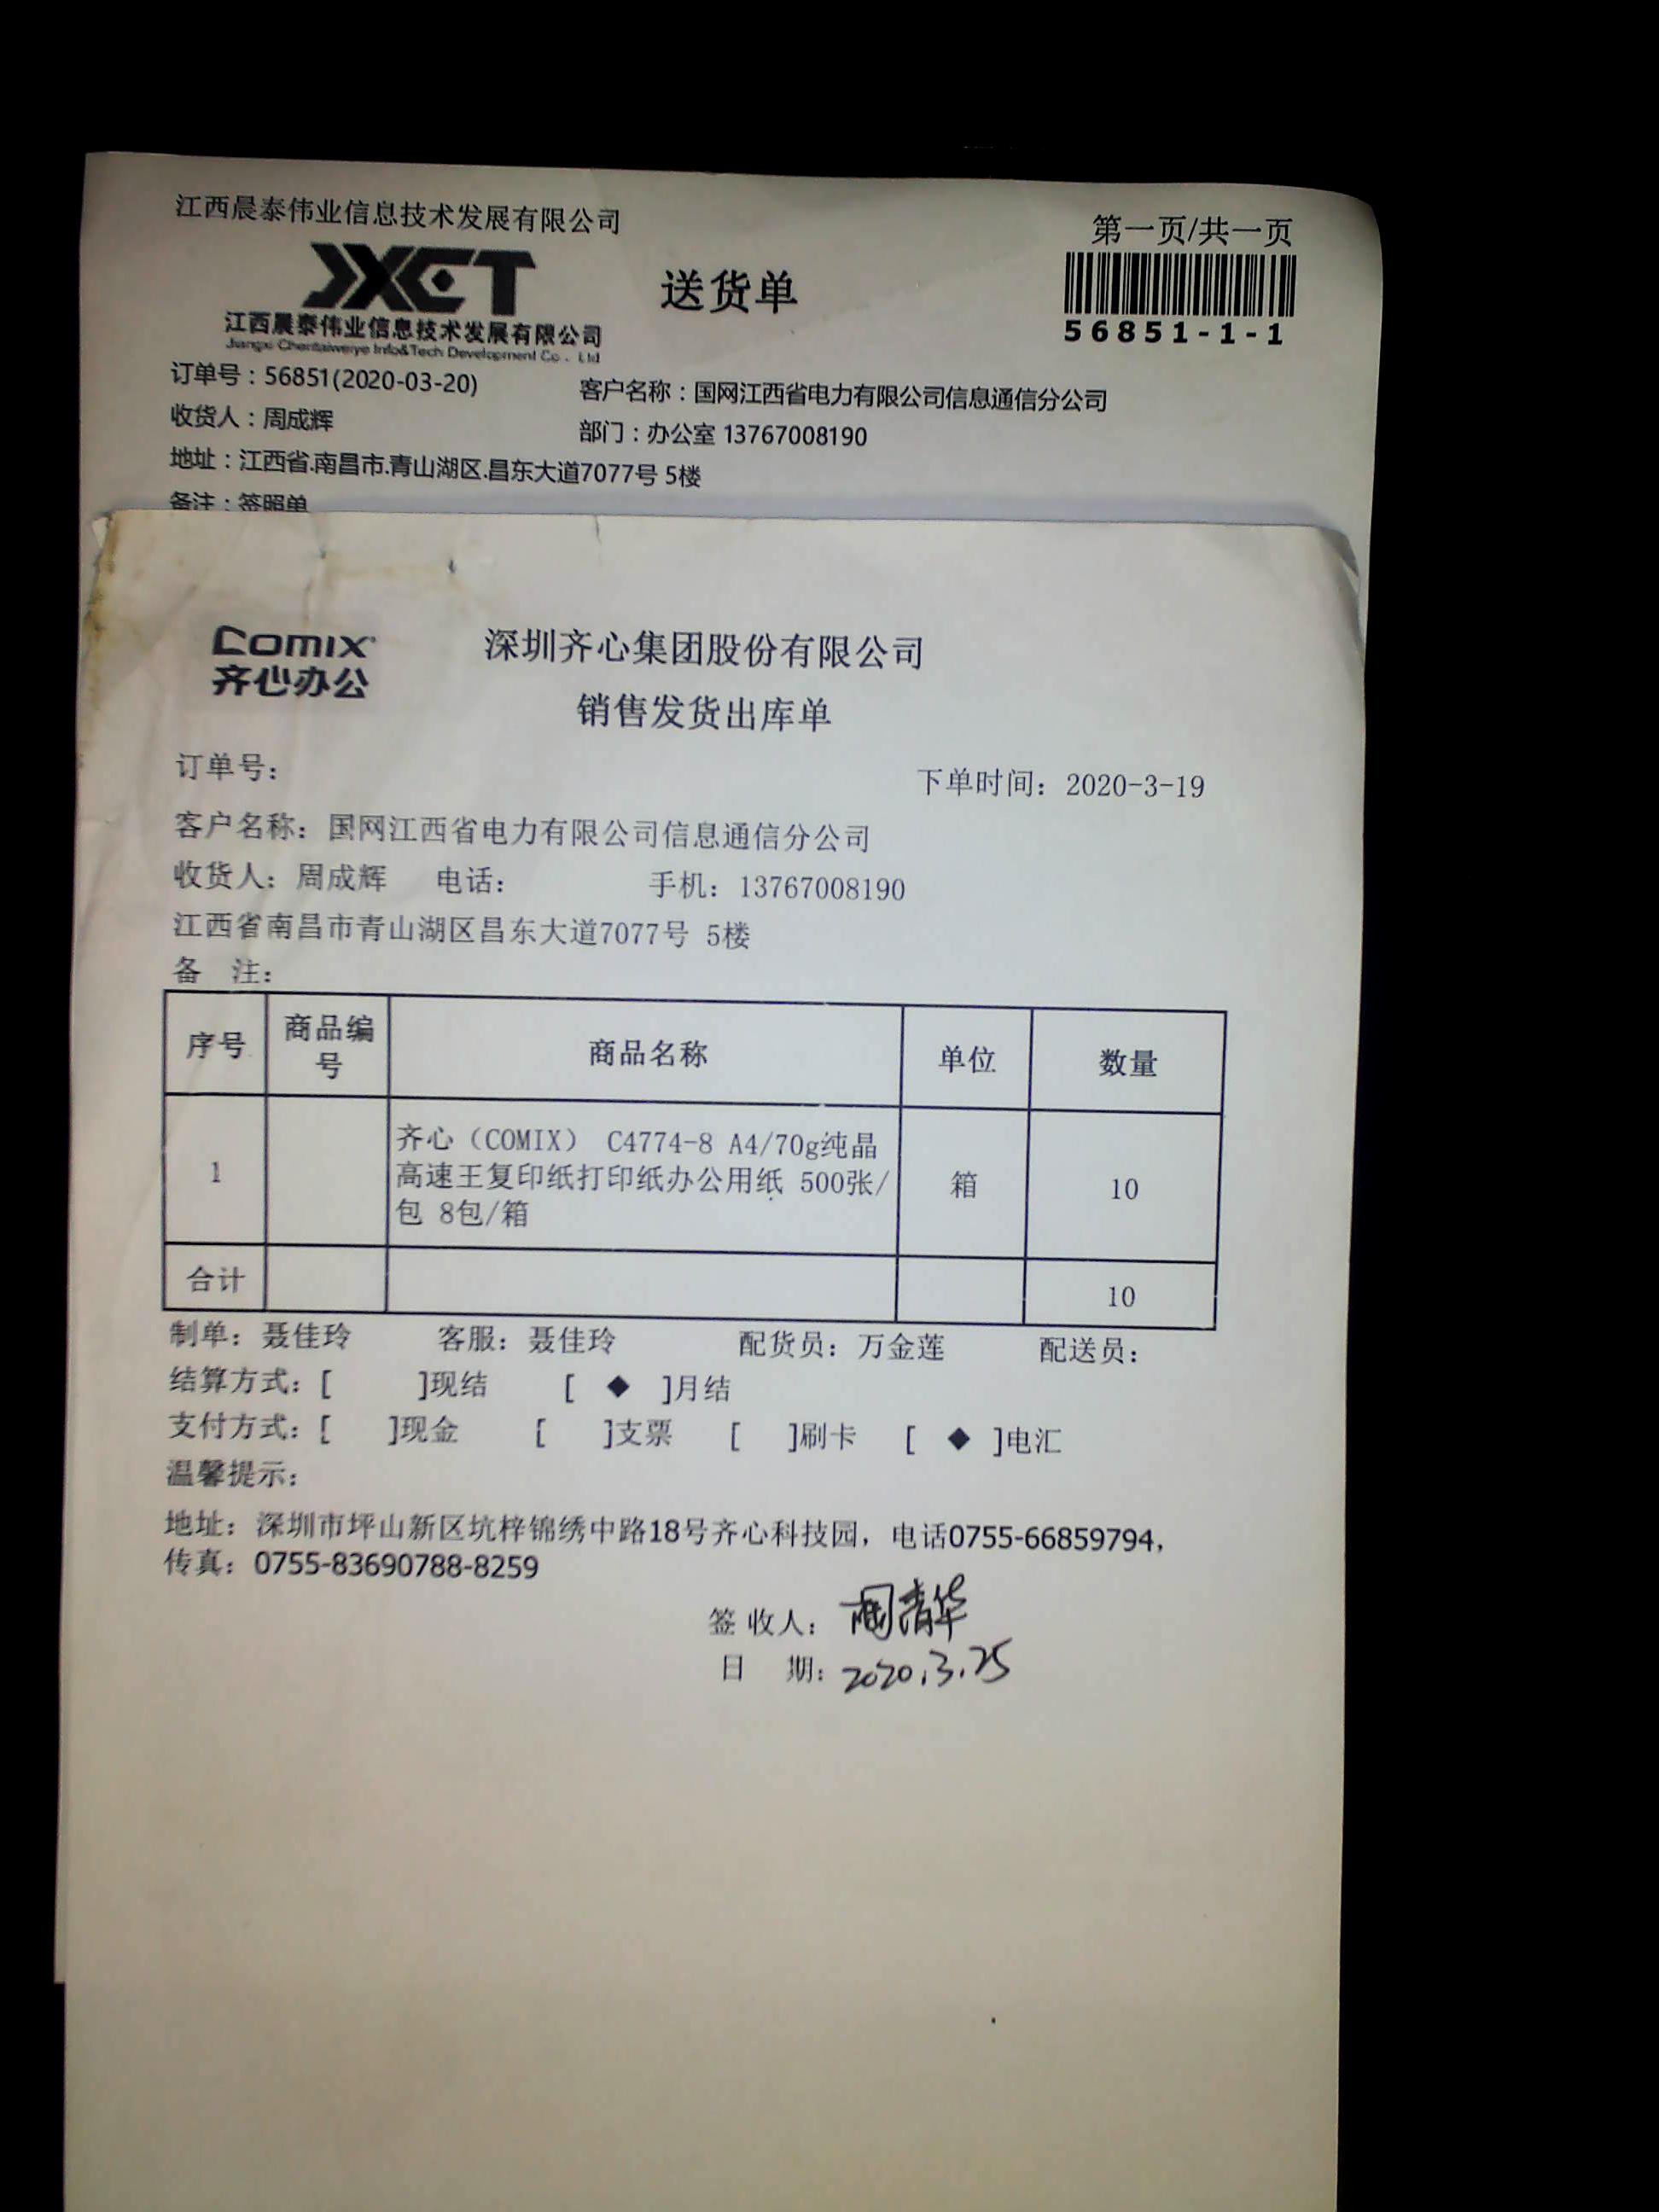 江西晨泰伟业信息技术发展有限公司
第一页/共一页
JXCT
送货单
江西晨泰伟业信息技术发展有限公司
Jiangxi Chentaiweiye Info&Tech Development Co., Ltd
56851-1-1
订单号：56851(2020-03-20)
客户名称：国网江西省电力有限公司信息通信分公司
收货人：周成辉
部门：办公室 13767008190
地址：江西省.南昌市.青山湖区.昌东大道7077号 5楼
备注：签照单
COMIX
齐心办公
深圳齐心集团股份有限公司
销售发货出库单
订单号：
下单时间：2020-3-19
客户名称：国网江西省电力有限公司信息通信分公司
收货人：周成辉 电话： 手机：13767008190
江西省南昌市青山湖区昌东大道7077号 5楼
备 注：
序号 商品编号 商品名称 单位 数量
1 齐心（COMIX） C4774-8 A4/70g纯晶
高速王复印纸打印纸办公用纸 500张/
包 8包/箱
箱 10
合计 10
制单：聂佳玲 客服：聂佳玲 配货员：万金莲 配送员：
结算方式：[ ]现结 [ ◆ ]月结
支付方式：[ ]现金 [ ]支票 [ ]刷卡 [ ◆ ]电汇
温馨提示：
地址：深圳市坪山新区坑梓锦绣中路18号齐心科技园，电话0755-66859794，
传真：0755-83690788-8259
签 收人：
日 期：2020.3.25